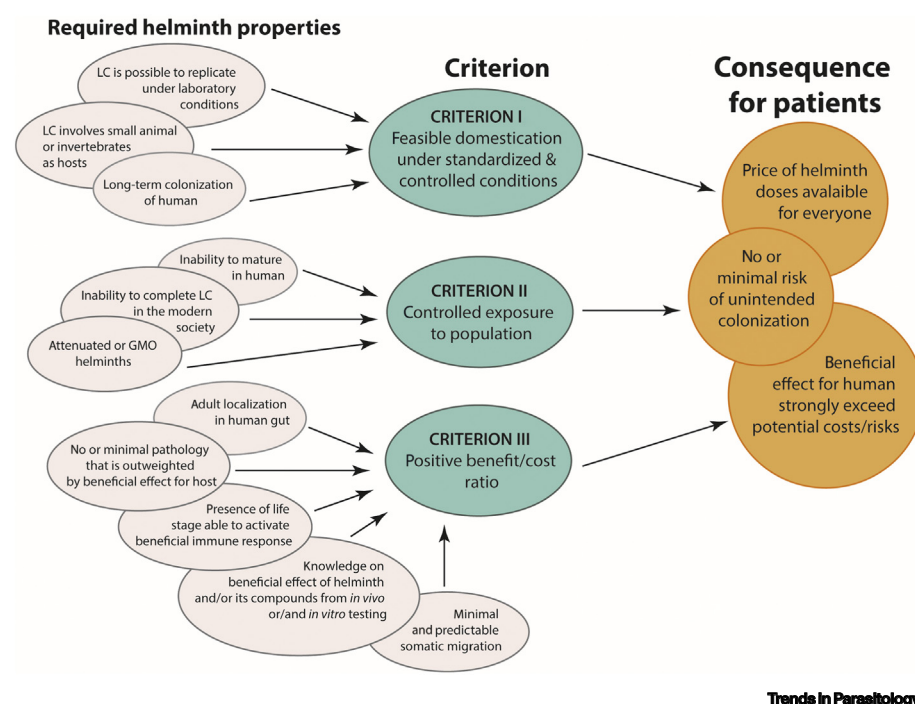 Required helminth properties
LC is possible to replicate
under laboratory
conditions
LC involves small animal
or invertebrates
as hosts
Long-term colonization
of human
Inability to mature
in human
Inability to complete LC
in the modern
society
Attenuated or GMO
helminths
Adult localization
in human gut
No or minimal pathology
that is outweighted
by beneficial effect for host
Presence of life
stage able to activate
beneficial immune response
Knowledge on
beneficial effect of helminth
and/or its compounds from in vivo
or/and in vitro testing
Minimal
and predictable
somatic migration
Criterion
CRITERION I
Feasible domestication
under standardized &
controlled conditions
CRITERION II
Controlled exposure
to population
CRITERION III
Positive benefit/cost
ratio
Consequence
for patients
Price of helminth
doses avalaible
for everyone
No or
minimal risk
of unintended
colonization
Beneficial
effect for human
strongly exceed
potential costs/risks
Trends in Parasitology